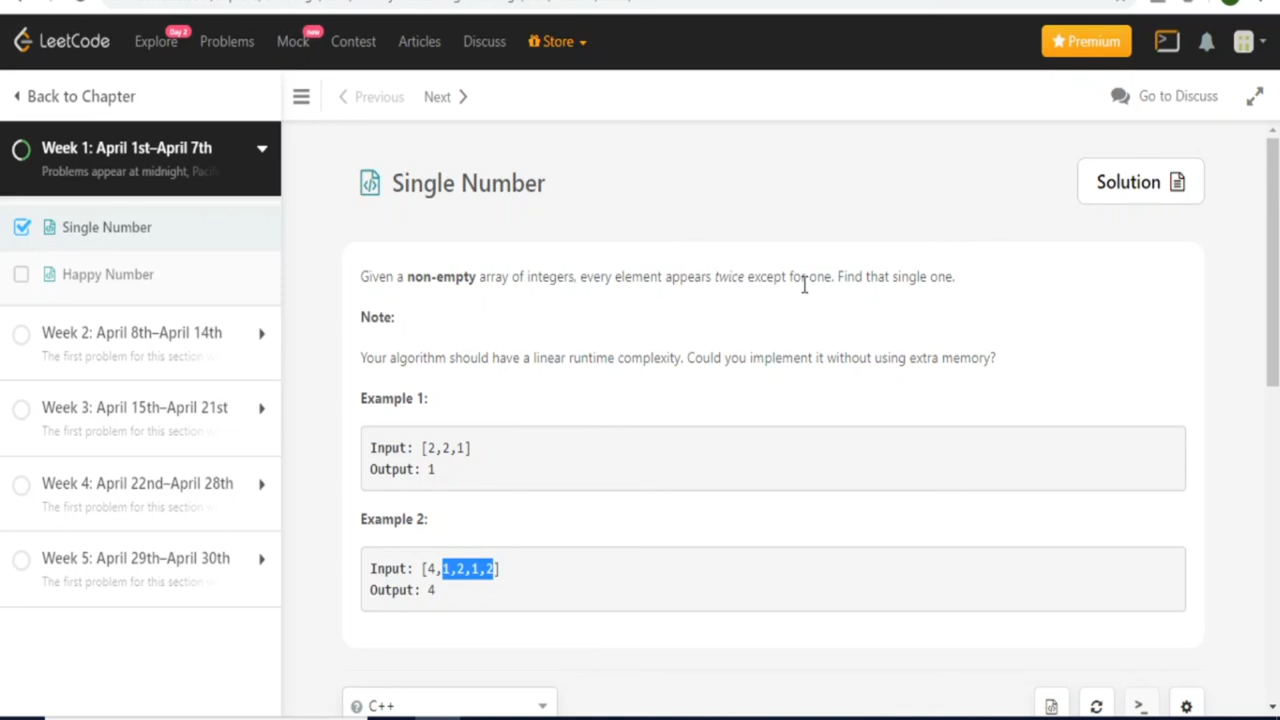 LeetCode
Explore
Day 2
Problems
Mock
new
Contest
Articles
Discuss
Store
Premium
Back to Chapter
Previous
Next
Go to Discuss
Week 1: April 1st–April 7th
Problems appear at midnight,
Single Number
Happy Number
Week 2: April 8th–April 14th
The first problem for this section
Week 3: April 15th–April 21st
The first problem for this section
Week 4: April 22nd–April 28th
The first problem for this section
Week 5: April 29th–April 30th
The first problem for this section
Single Number
Solution
Given a non-empty array of integers, every element appears twice except for one. Find that single one.
Note:
Your algorithm should have a linear runtime complexity. Could you implement it without using extra memory?
Example 1:
Input: [2,2,1]
Output: 1
Example 2:
Input: [4,1,2,1,2]
Output: 4
C++